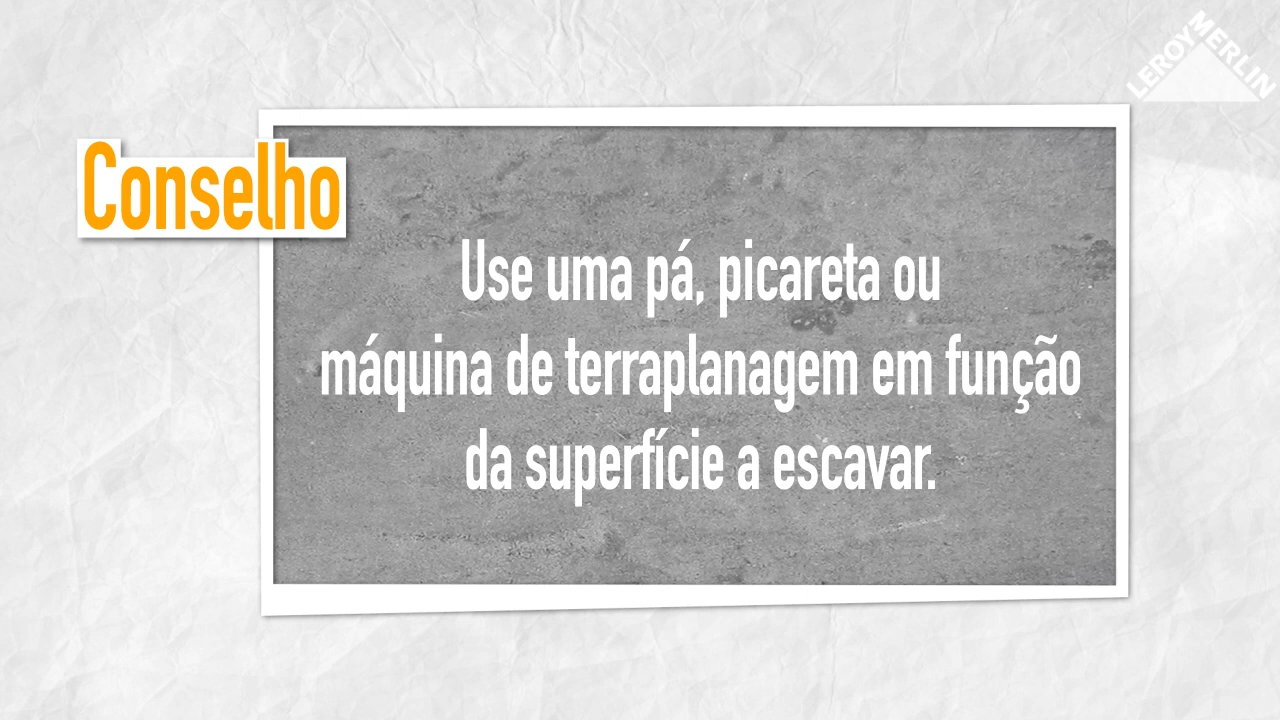 LEROY MERLIN
Conselho
Use uma pá, picareta ou
máquina de terraplanagem em função
da superfície a escavar.